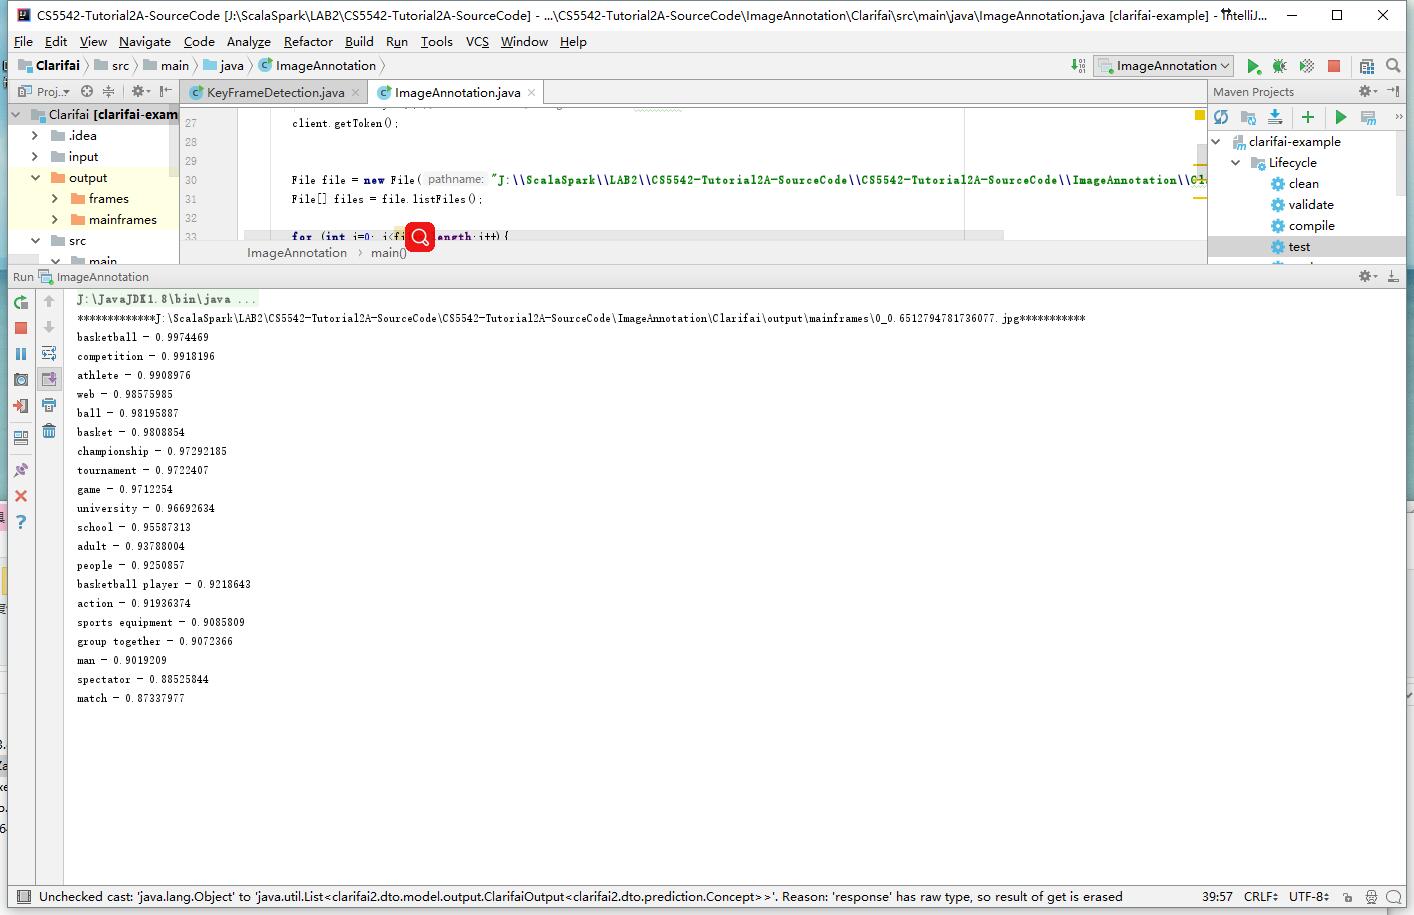 CS5542-Tutorial2A-SourceCode [J:\ScalaSpark\LAB2\CS5542-Tutorial2A-SourceCode] - ...\CS5542-Tutorial2A-SourceCode\ImageAnnotation\Clarifai\src\main\java\ImageAnnotation.java [clarifai-example] - IntelliJ...
File Edit View Navigate Code Analyze Refactor Build Run Tools VCS Window Help
Clarifai src main java ImageAnnotation
ImageAnnotation
Proj..
KeyFrameDetection.java
ImageAnnotation.java
Maven Projects
Clarifai [clarifai-exam
.idea
input
output
frames
mainframes
src
main
27 client.getToken();
28
29
30 File file = new File( pathname: "J:\\ScalaSpark\\LAB2\\CS5542-Tutorial2A-SourceCode\\CS5542-Tutorial2A-SourceCode\\ImageAnnotation\\Cla
31 File[] files = file.listFiles();
32
33 for (int i=0; i<fi ength;i++){
ImageAnnotation main()
clarifai-example
Lifecycle
clean
validate
compile
test
Run ImageAnnotation
J:\JavaJDK1.8\bin\java ...
*************J:\ScalaSpark\LAB2\CS5542-Tutorial2A-SourceCode\CS5542-Tutorial2A-SourceCode\ImageAnnotation\Clarifai\output\mainframes\0_0.6512794781736077.jpg***********
basketball - 0.9974469
competition - 0.9918196
athlete - 0.9908976
web - 0.98575985
ball - 0.98195887
basket - 0.9808854
championship - 0.97292185
tournament - 0.9722407
game - 0.9712254
university - 0.96692634
school - 0.95587313
adult - 0.93788004
people - 0.9250857
basketball player - 0.9218643
action - 0.91936374
sports equipment - 0.9085809
group together - 0.9072366
man - 0.9019209
spectator - 0.88525844
match - 0.87337977
Unchecked cast: 'java.lang.Object' to 'java.util.List<clarifai2.dto.model.output.ClarifaiOutput<clarifai2.dto.prediction.Concept>>'. Reason: 'response' has raw type, so result of get is erased
39:57 CRLF UTF-8